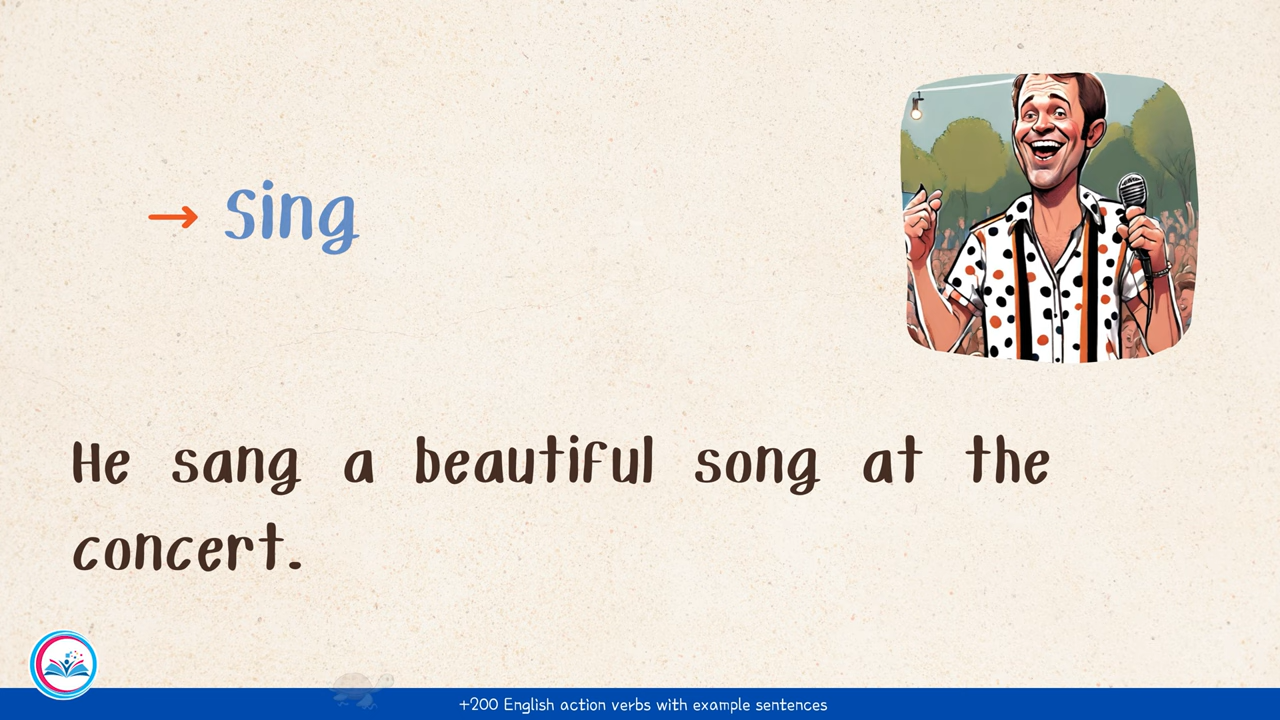 → sing
He sang a beautiful song at the
concert.
+200 English action verbs with example sentences